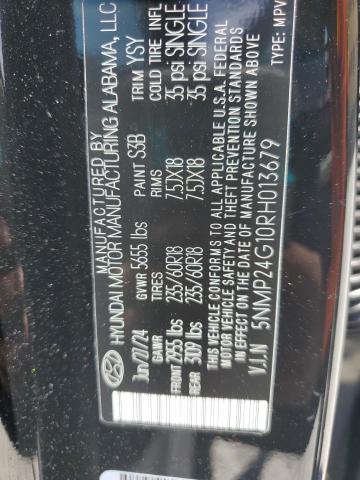 MANUFACTURED BY
HYUNDAI MOTOR MANUFACTURING ALABAMA, LLC
Jun/27/24 GVWR 5655 lbs PAINT S3B TRIM YSY
GAWR TIRES RIMS COLD TIRE INFL
FRONT 2955 lbs 235/60R18 7.5JX18 35 psi SINGLE
REAR 3109 lbs 235/60R18 7.5JX18 35 psi SINGLE
THIS VEHICLE CONFORMS TO ALL APPLICABLE U.S.A. FEDERAL
MOTOR VEHICLE SAFETY AND THEFT PREVENTION STANDARDS
IN EFFECT ON THE DATE OF MANUFACTURE SHOWN ABOVE
V.I.N 5NMP24G10RH013679 TYPE: MPV